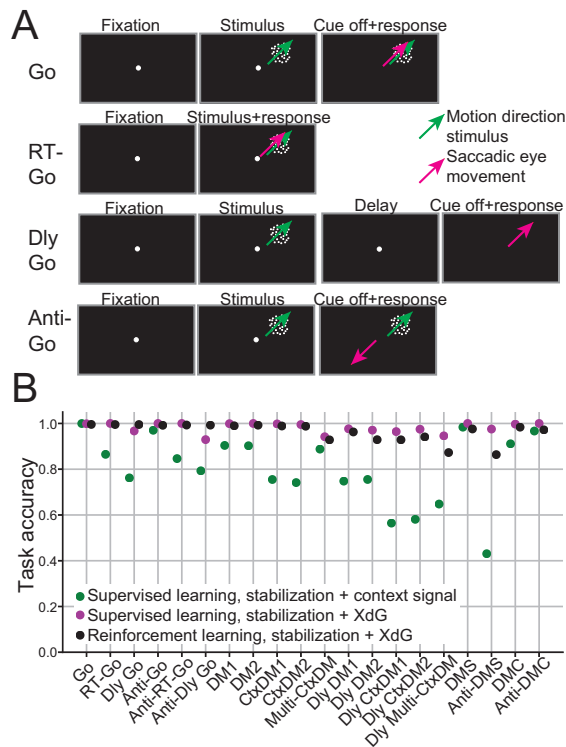 A
Fixation Stimulus Cue off+response
Go
Fixation Stimulus+response
RT-
Go
Motion direction
stimulus
Saccadic eye
movement
Fixation Stimulus Delay Cue off+response
Dly
Go
Fixation Stimulus Cue off+response
Anti-
Go
B
Task accuracy
1.0
0.8
0.6
0.4
0.2
0.0
Supervised learning, stabilization + context signal
Supervised learning, stabilization + XdG
Reinforcement learning, stabilization + XdG
Go
RT-Go
Dly Go
Anti-Go
Anti-RT-Go
Anti-Dly Go
DM1
DM2
CtxDM1
CtxDM2
Multi-CtxDM
Dly DM1
Dly DM2
Dly CtxDM1
Dly CtxDM2
Dly Multi-CtxDM
DMS
Anti-DMS
DMC
Anti-DMC